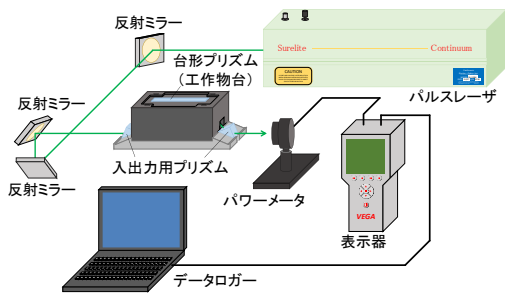 反射ミラー
Surelite
Continuum
CAUTION
台形プリズム
（工作物台）
パルスレーザ
反射ミラー
反射ミラー
入出力用プリズム
パワーメータ
VEGA
表示器
データロガー